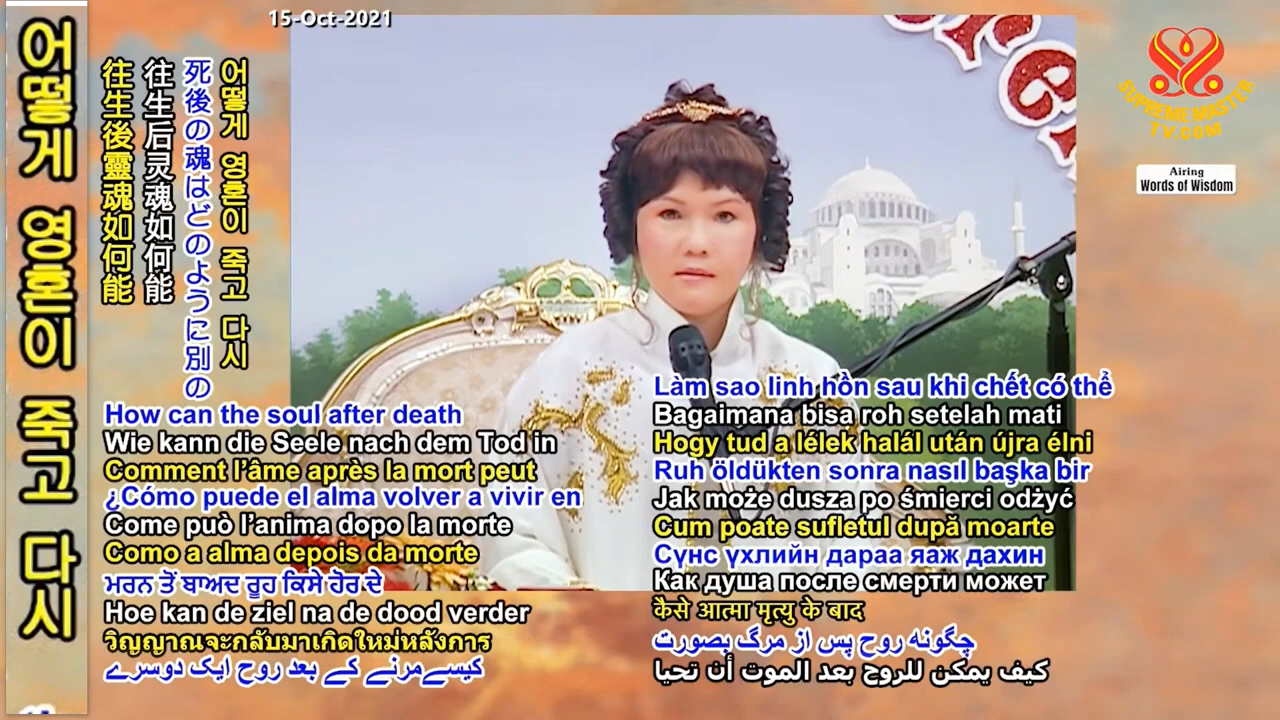 15-Oct-2021
SUPREME MASTER
TV.COM
Airing
Words of Wisdom
어떻게 영혼이 죽고 다시
往生後靈魂如何能
往生后灵魂如何能
死後の魂はどのように別の
어떻게 영혼이 죽고 다시
How can the soul after death
Wie kann die Seele nach dem Tod in
Comment l’âme après la mort peut
¿Cómo puede el alma volver a vivir en
Come può l’anima dopo la morte
Como a alma depois da morte
ਮਰਨ ਤੋਂ ਬਾਅਦ ਰੂਹ ਕਿਸੇ ਹੋਰ ਦੇ
Hoe kan de ziel na de dood verder
วิญญาณจะกลับมาเกิดใหม่หลังการ
کیسے مرنے کے بعد روح ایک دوسرے
Làm sao linh hồn sau khi chết có thể
Bagaimana bisa roh setelah mati
Hogy tud a lélek halál után újra élni
Ruh öldükten sonra nasıl başka bir
Jak może dusza po śmierci odżyć
Cum poate sufletul după moarte
Сүнс үхлийн дараа яаж дахин
Как душа после смерти может
कैसे आत्मा मृत्यु के बाद
چگونه روح پس از مرگ بصورت
كيف يمكن للروح بعد الموت أن تحيا